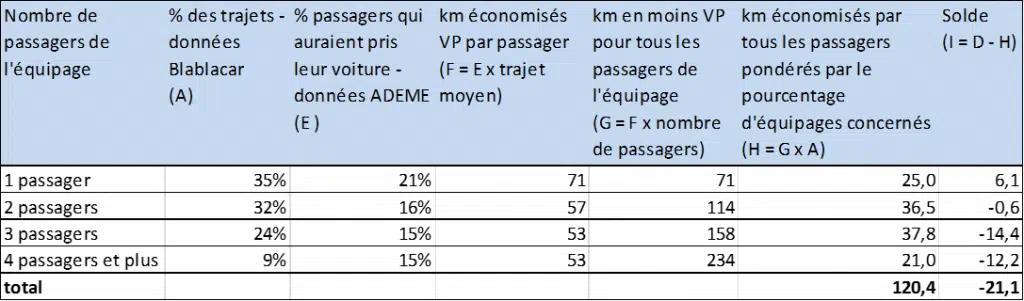 Nombre de passagers de l'équipage | % des trajets - données Blablacar (A) | % passagers qui auraient pris leur voiture - données ADEME (E ) | km économisés VP par passager (F = E x trajet moyen) | km en moins VP pour tous les passagers de l'équipage (G = F x nombre de passagers) | km économisés par tous les passagers pondérés par le pourcentage d'équipages concernés (H = G x A) | Solde (I = D - H)
1 passager | 35% | 21% | 71 | 71 | 25,0 | 6,1
2 passagers | 32% | 16% | 57 | 114 | 36,5 | -0,6
3 passagers | 24% | 15% | 53 | 158 | 37,8 | -14,4
4 passagers et plus | 9% | 15% | 53 | 234 | 21,0 | -12,2
total | 120,4 | -21,1